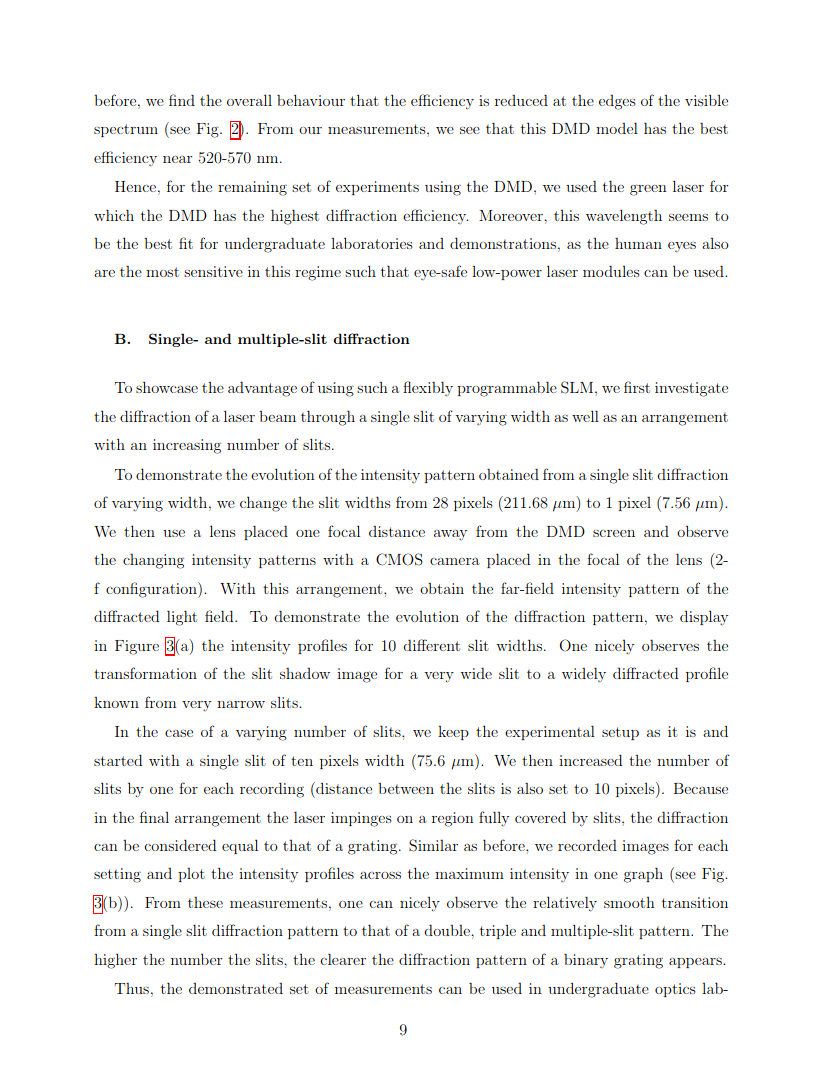 before, we find the overall behaviour that the efficiency is reduced at the edges of the visible
spectrum (see Fig. 2). From our measurements, we see that this DMD model has the best
efficiency near 520-570 nm.
Hence, for the remaining set of experiments using the DMD, we used the green laser for
which the DMD has the highest diffraction efficiency. Moreover, this wavelength seems to
be the best fit for undergraduate laboratories and demonstrations, as the human eyes also
are the most sensitive in this regime such that eye-safe low-power laser modules can be used.
B. Single- and multiple-slit diffraction
To showcase the advantage of using such a flexibly programmable SLM, we first investigate
the diffraction of a laser beam through a single slit of varying width as well as an arrangement
with an increasing number of slits.
To demonstrate the evolution of the intensity pattern obtained from a single slit diffraction
of varying width, we change the slit widths from 28 pixels (211.68 μm) to 1 pixel (7.56 μm).
We then use a lens placed one focal distance away from the DMD screen and observe
the changing intensity patterns with a CMOS camera placed in the focal of the lens (2-
f configuration). With this arrangement, we obtain the far-field intensity pattern of the
diffracted light field. To demonstrate the evolution of the diffraction pattern, we display
in Figure 3(a) the intensity profiles for 10 different slit widths. One nicely observes the
transformation of the slit shadow image for a very wide slit to a widely diffracted profile
known from very narrow slits.
In the case of a varying number of slits, we keep the experimental setup as it is and
started with a single slit of ten pixels width (75.6 μm). We then increased the number of
slits by one for each recording (distance between the slits is also set to 10 pixels). Because
in the final arrangement the laser impinges on a region fully covered by slits, the diffraction
can be considered equal to that of a grating. Similar as before, we recorded images for each
setting and plot the intensity profiles across the maximum intensity in one graph (see Fig.
3(b)). From these measurements, one can nicely observe the relatively smooth transition
from a single slit diffraction pattern to that of a double, triple and multiple-slit pattern. The
higher the number the slits, the clearer the diffraction pattern of a binary grating appears.
Thus, the demonstrated set of measurements can be used in undergraduate optics lab-
9